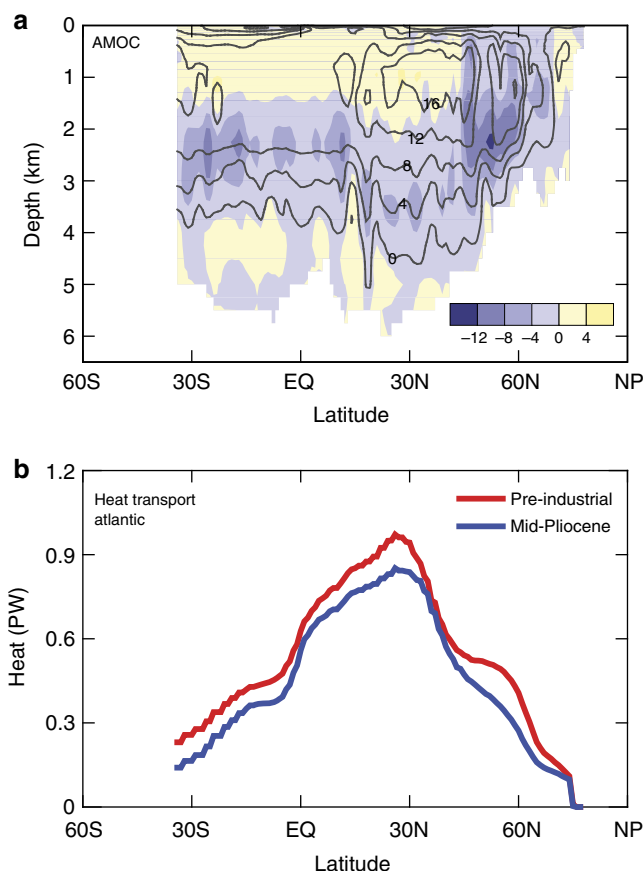 a
AMOC
0
1
2
3
4
5
6
Depth (km)
16
12
8
4
0
−12 −8 −4 0 4
60S 30S EQ 30N 60N NP
Latitude
b
1.2
0.9
0.6
0.3
0
Heat (PW)
Heat transport
atlantic
Pre-industrial
Mid-Pliocene
60S 30S EQ 30N 60N NP
Latitude